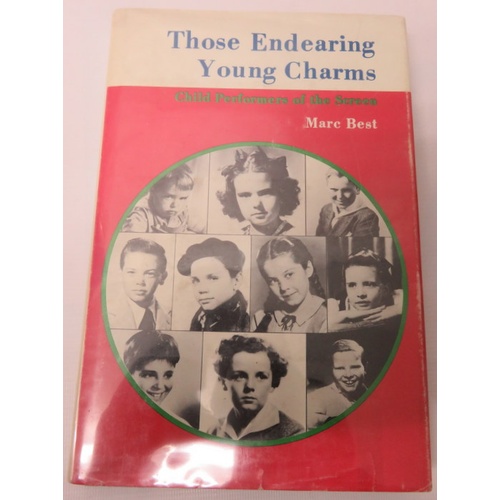 Those Endearing
Young Charms
Child Performers of the Screen
Marc Best